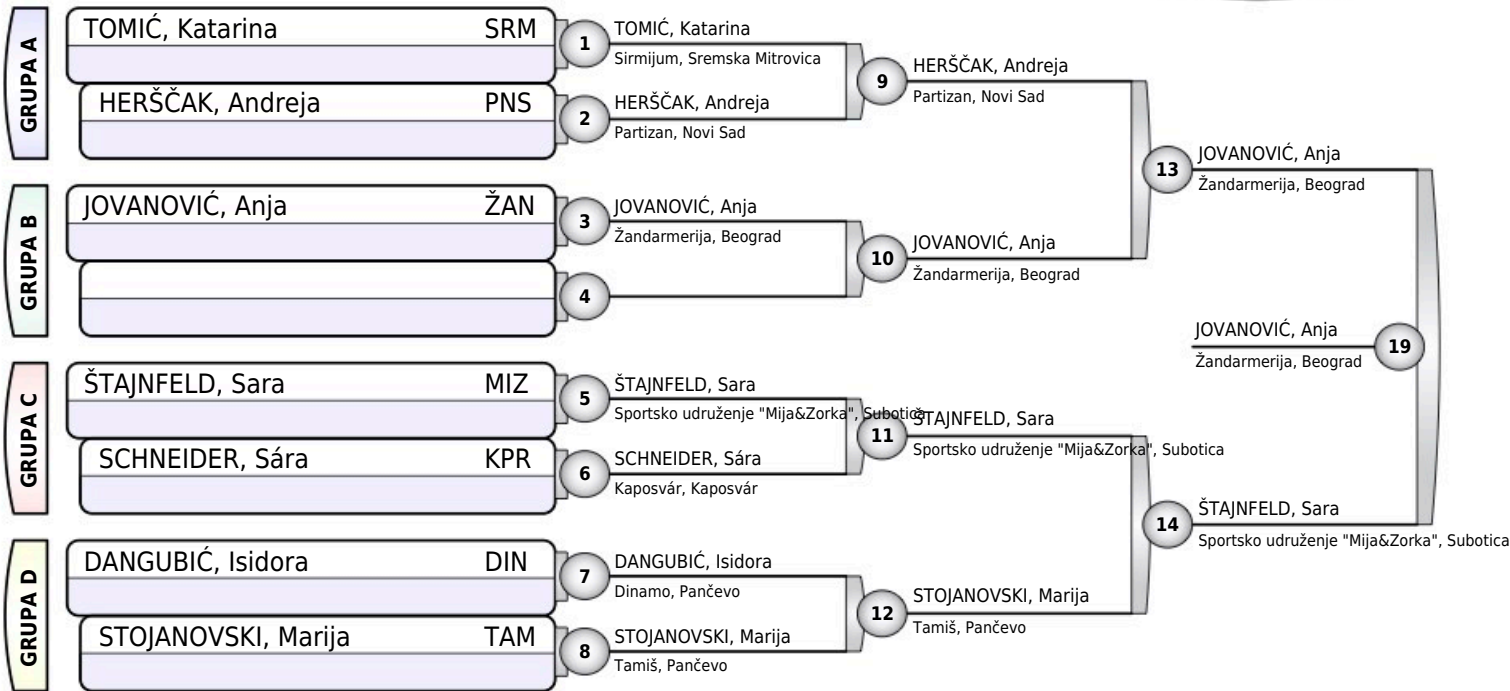 GRUPA A
TOMIĆ, Katarina SRM
HERŠČAK, Andreja PNS
GRUPA B
JOVANOVIĆ, Anja ŽAN
GRUPA C
ŠTAJNFELD, Sara MIZ
SCHNEIDER, Sára KPR
GRUPA D
DANGUBIĆ, Isidora DIN
STOJANOVSKI, Marija TAM
1
TOMIĆ, Katarina
Sirmijum, Sremska Mitrovica
2
HERŠČAK, Andreja
Partizan, Novi Sad
3
JOVANOVIĆ, Anja
Žandarmerija, Beograd
4
5
ŠTAJNFELD, Sara
Sportsko udruženje "Mija&Zorka", Subotica
6
SCHNEIDER, Sára
Kaposvár, Kaposvár
7
DANGUBIĆ, Isidora
Dinamo, Pančevo
8
STOJANOVSKI, Marija
Tamiš, Pančevo
9
HERŠČAK, Andreja
Partizan, Novi Sad
10
JOVANOVIĆ, Anja
Žandarmerija, Beograd
11
ŠTAJNFELD, Sara
Sportsko udruženje "Mija&Zorka", Subotica
12
STOJANOVSKI, Marija
Tamiš, Pančevo
13
JOVANOVIĆ, Anja
Žandarmerija, Beograd
14
ŠTAJNFELD, Sara
Sportsko udruženje "Mija&Zorka", Subotica
JOVANOVIĆ, Anja
Žandarmerija, Beograd
19